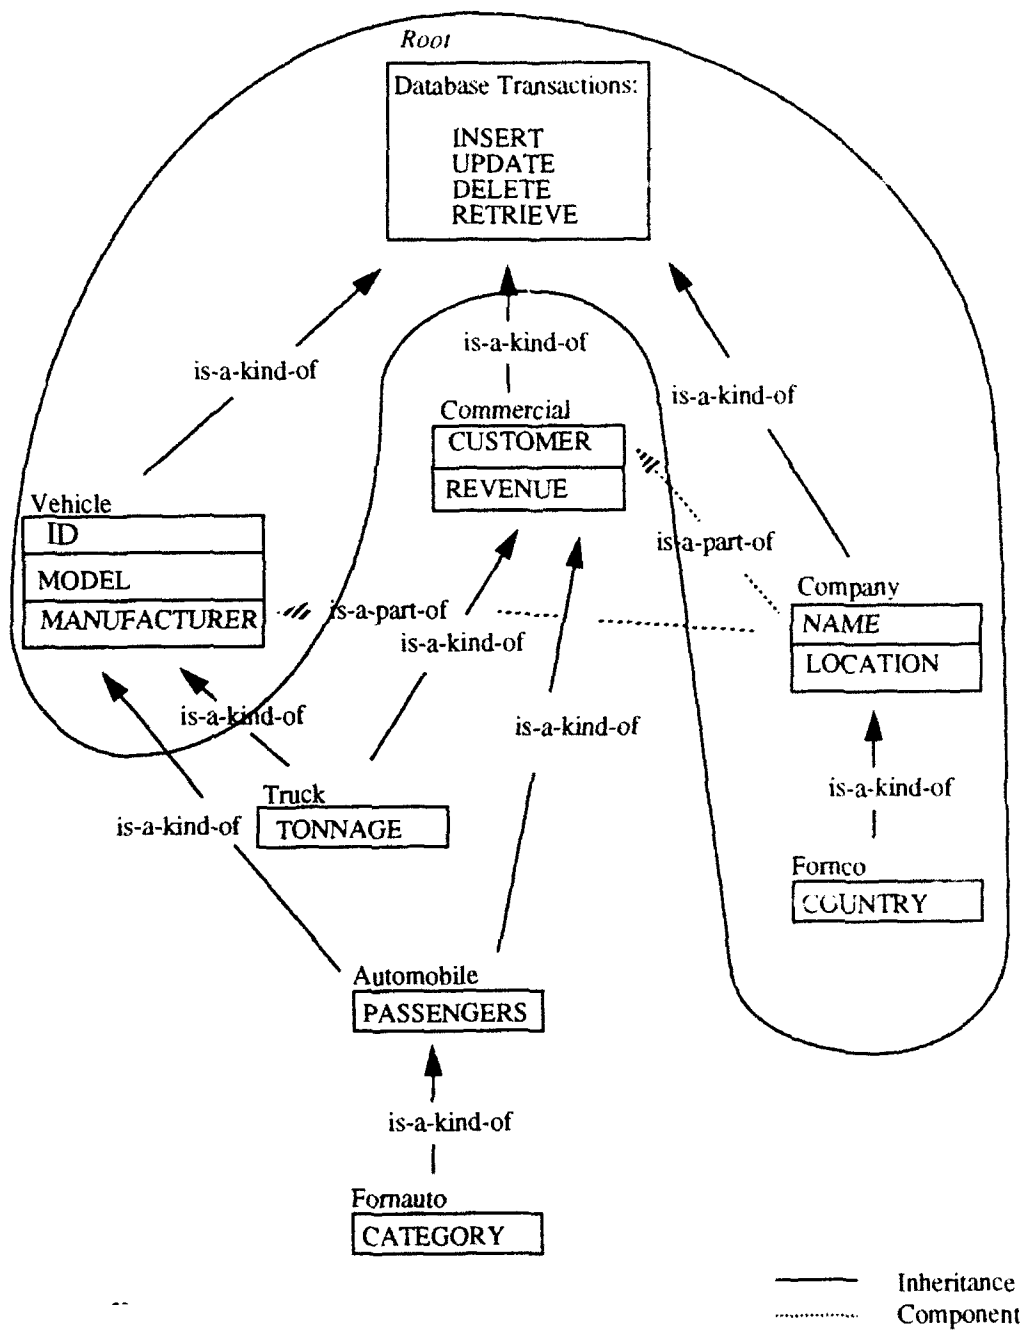 Root
Database Transactions:
INSERT
UPDATE
DELETE
RETRIEVE
is-a-kind-of
is-a-kind-of
is-a-kind-of
Commercial
CUSTOMER
REVENUE
Vehicle
ID
MODEL
MANUFACTURER
is-a-part-of
is-a-part-of
Company
NAME
LOCATION
is-a-kind-of
is-a-kind-of
is-a-kind-of
is-a-kind-of
Truck
TONNAGE
is-a-kind-of
Fornco
COUNTRY
Automobile
PASSENGERS
is-a-kind-of
Fornauto
CATEGORY
Inheritance
Component